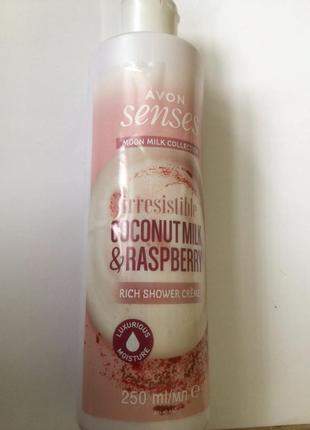 AVON
senses
MOON MILK COLLECTION
irresistible
COCONUT MILK
& RASPBERRY
RICH SHOWER CRÈME
LUXURIOUS
MOISTURE
250 ml/мл ℮